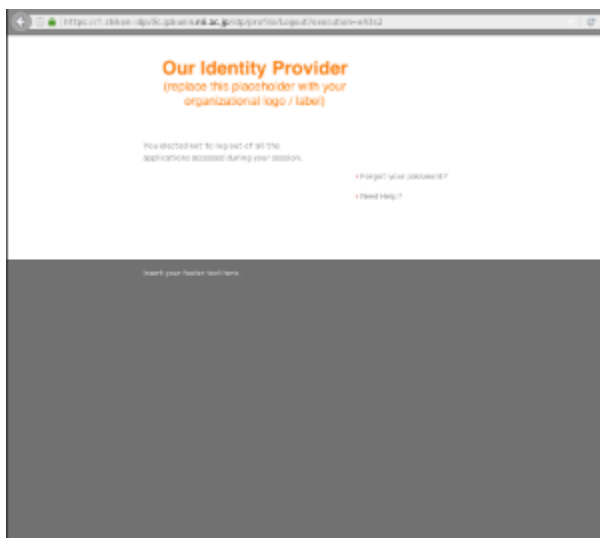 Our Identity Provider
(replace this placeholder with your
organizational logo / label)
You elected not to log out of all the
applications accessed during your session.
› Forgot your password?
› Need Help?
Insert your footer text here.